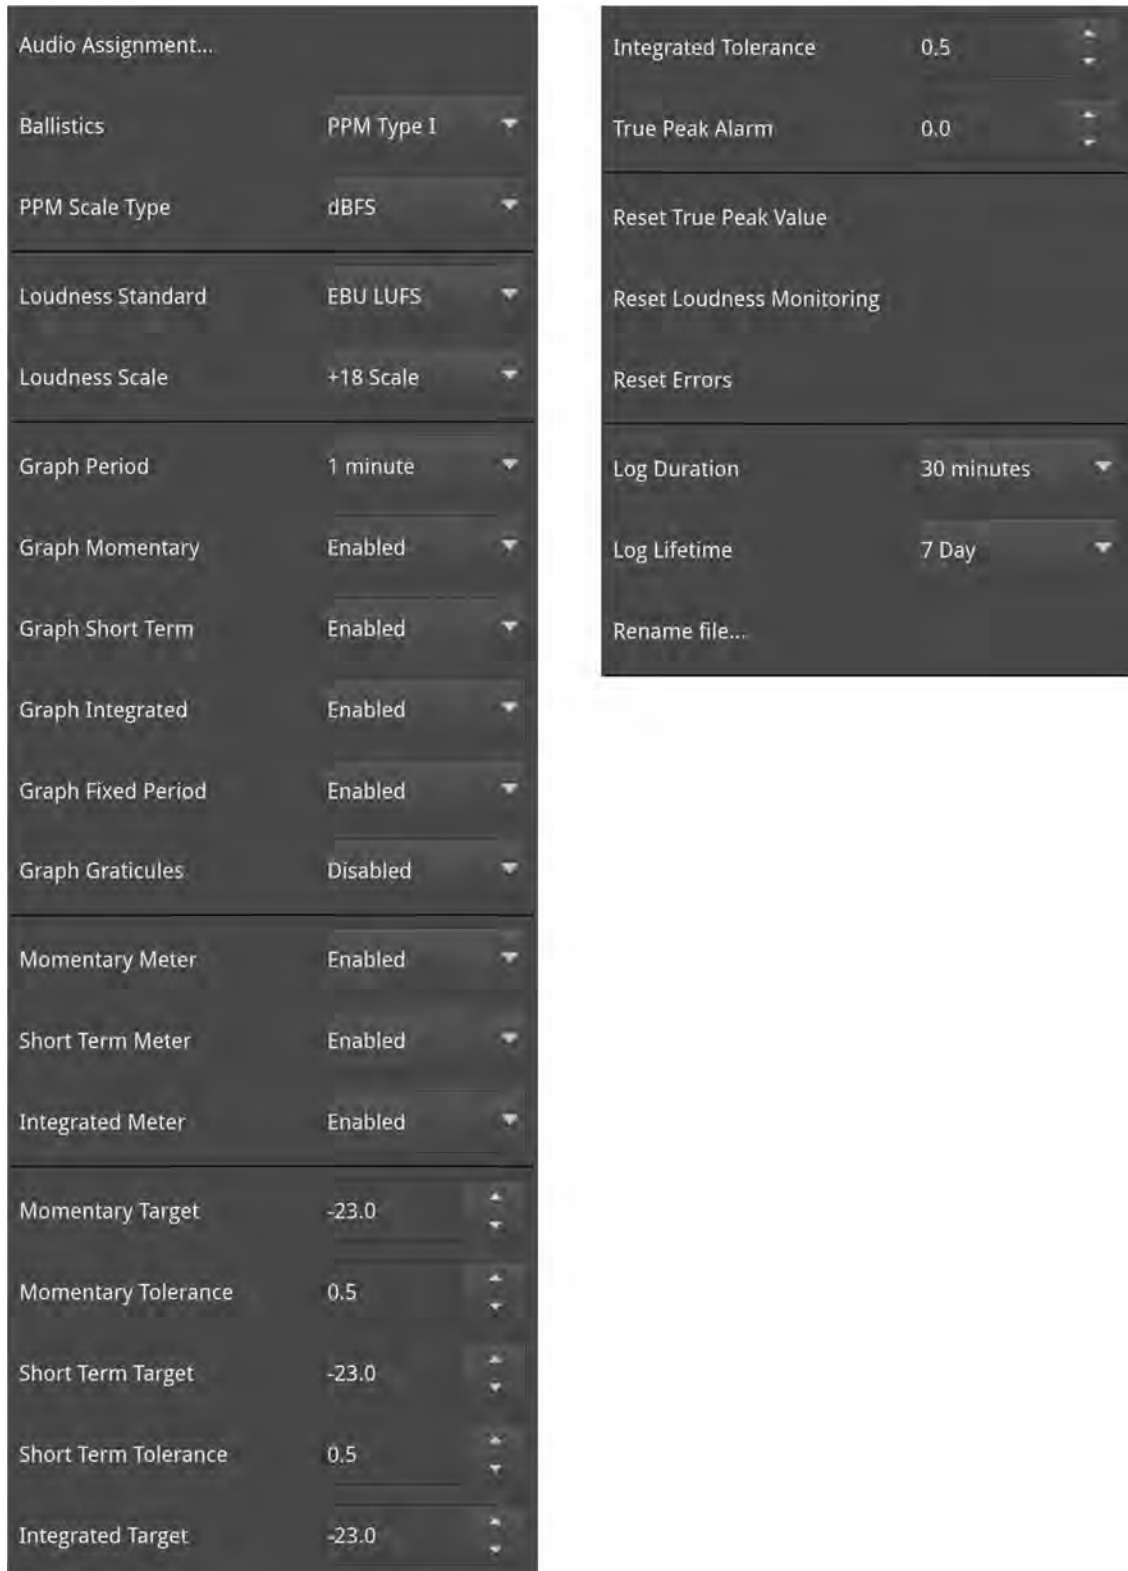 Audio Assignment...
Ballistics PPM Type I
PPM Scale Type dBFS
Loudness Standard EBU LUFS
Loudness Scale +18 Scale
Graph Period 1 minute
Graph Momentary Enabled
Graph Short Term Enabled
Graph Integrated Enabled
Graph Fixed Period Enabled
Graph Graticules Disabled
Momentary Meter Enabled
Short Term Meter Enabled
Integrated Meter Enabled
Momentary Target -23.0
Momentary Tolerance 0.5
Short Term Target -23.0
Short Term Tolerance 0.5
Integrated Target -23.0
Integrated Tolerance 0.5
True Peak Alarm 0.0
Reset True Peak Value
Reset Loudness Monitoring
Reset Errors
Log Duration 30 minutes
Log Lifetime 7 Day
Rename file...